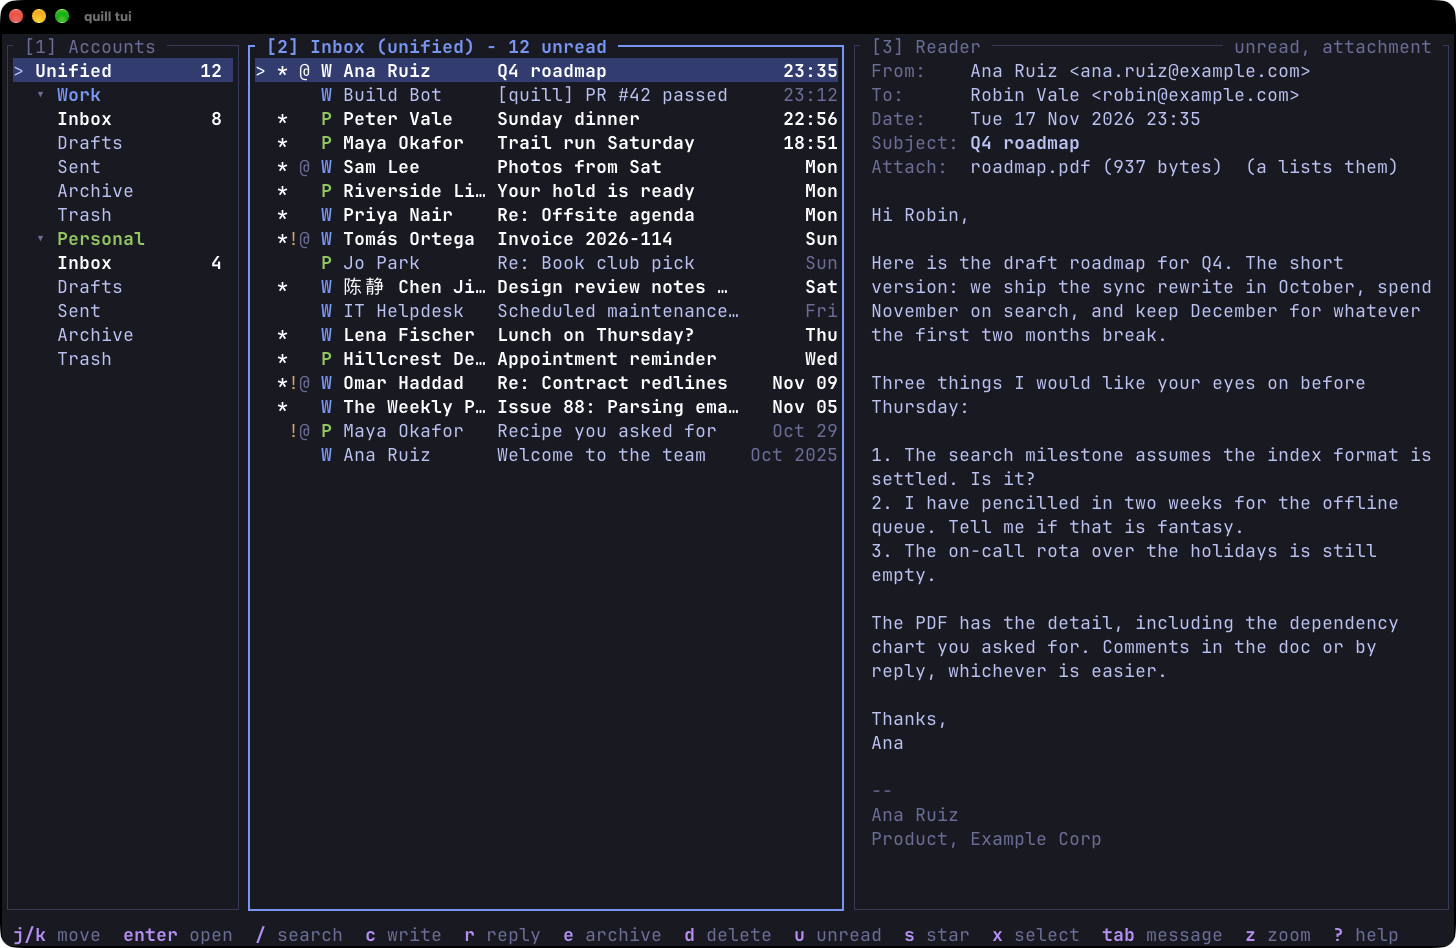 quill tui
[1] Accounts
> Unified 12
▾ Work
Inbox 8
Drafts
Sent
Archive
Trash
▾ Personal
Inbox 4
Drafts
Sent
Archive
Trash
[2] Inbox (unified) - 12 unread
> * @ W Ana Ruiz Q4 roadmap 23:35
W Build Bot [quill] PR #42 passed 23:12
* P Peter Vale Sunday dinner 22:56
* P Maya Okafor Trail run Saturday 18:51
* @ W Sam Lee Photos from Sat Mon
* P Riverside Li… Your hold is ready Mon
* W Priya Nair Re: Offsite agenda Mon
*!@ W Tomás Ortega Invoice 2026-114 Sun
P Jo Park Re: Book club pick Sun
* W 陈静 Chen Ji… Design review notes … Sat
W IT Helpdesk Scheduled maintenance… Fri
* W Lena Fischer Lunch on Thursday? Thu
* P Hillcrest De… Appointment reminder Wed
*!@ W Omar Haddad Re: Contract redlines Nov 09
* W The Weekly P… Issue 88: Parsing ema… Nov 05
!@ P Maya Okafor Recipe you asked for Oct 29
W Ana Ruiz Welcome to the team Oct 2025
[3] Reader unread, attachment
From: Ana Ruiz <ana.ruiz@example.com>
To: Robin Vale <robin@example.com>
Date: Tue 17 Nov 2026 23:35
Subject: Q4 roadmap
Attach: roadmap.pdf (937 bytes) (a lists them)
Hi Robin,
Here is the draft roadmap for Q4. The short
version: we ship the sync rewrite in October, spend
November on search, and keep December for whatever
the first two months break.
Three things I would like your eyes on before
Thursday:
1. The search milestone assumes the index format is
settled. Is it?
2. I have pencilled in two weeks for the offline
queue. Tell me if that is fantasy.
3. The on-call rota over the holidays is still
empty.
The PDF has the detail, including the dependency
chart you asked for. Comments in the doc or by
reply, whichever is easier.
Thanks,
Ana
--
Ana Ruiz
Product, Example Corp
j/k move enter open / search c write r reply e archive d delete u unread s star x select tab message z zoom ? help